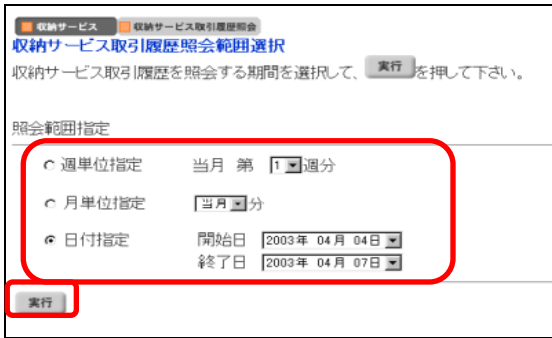 収納サービス 収納サービス取引履歴照会
収納サービス取引履歴照会範囲選択
収納サービス取引履歴を照会する期間を選択して、 実行 を押して下さい。
照会範囲指定
週単位指定 当月 第 1 週分
月単位指定 当月 分
日付指定 開始日 2003年 04月 04日
終了日 2003年 04月 07日
実行